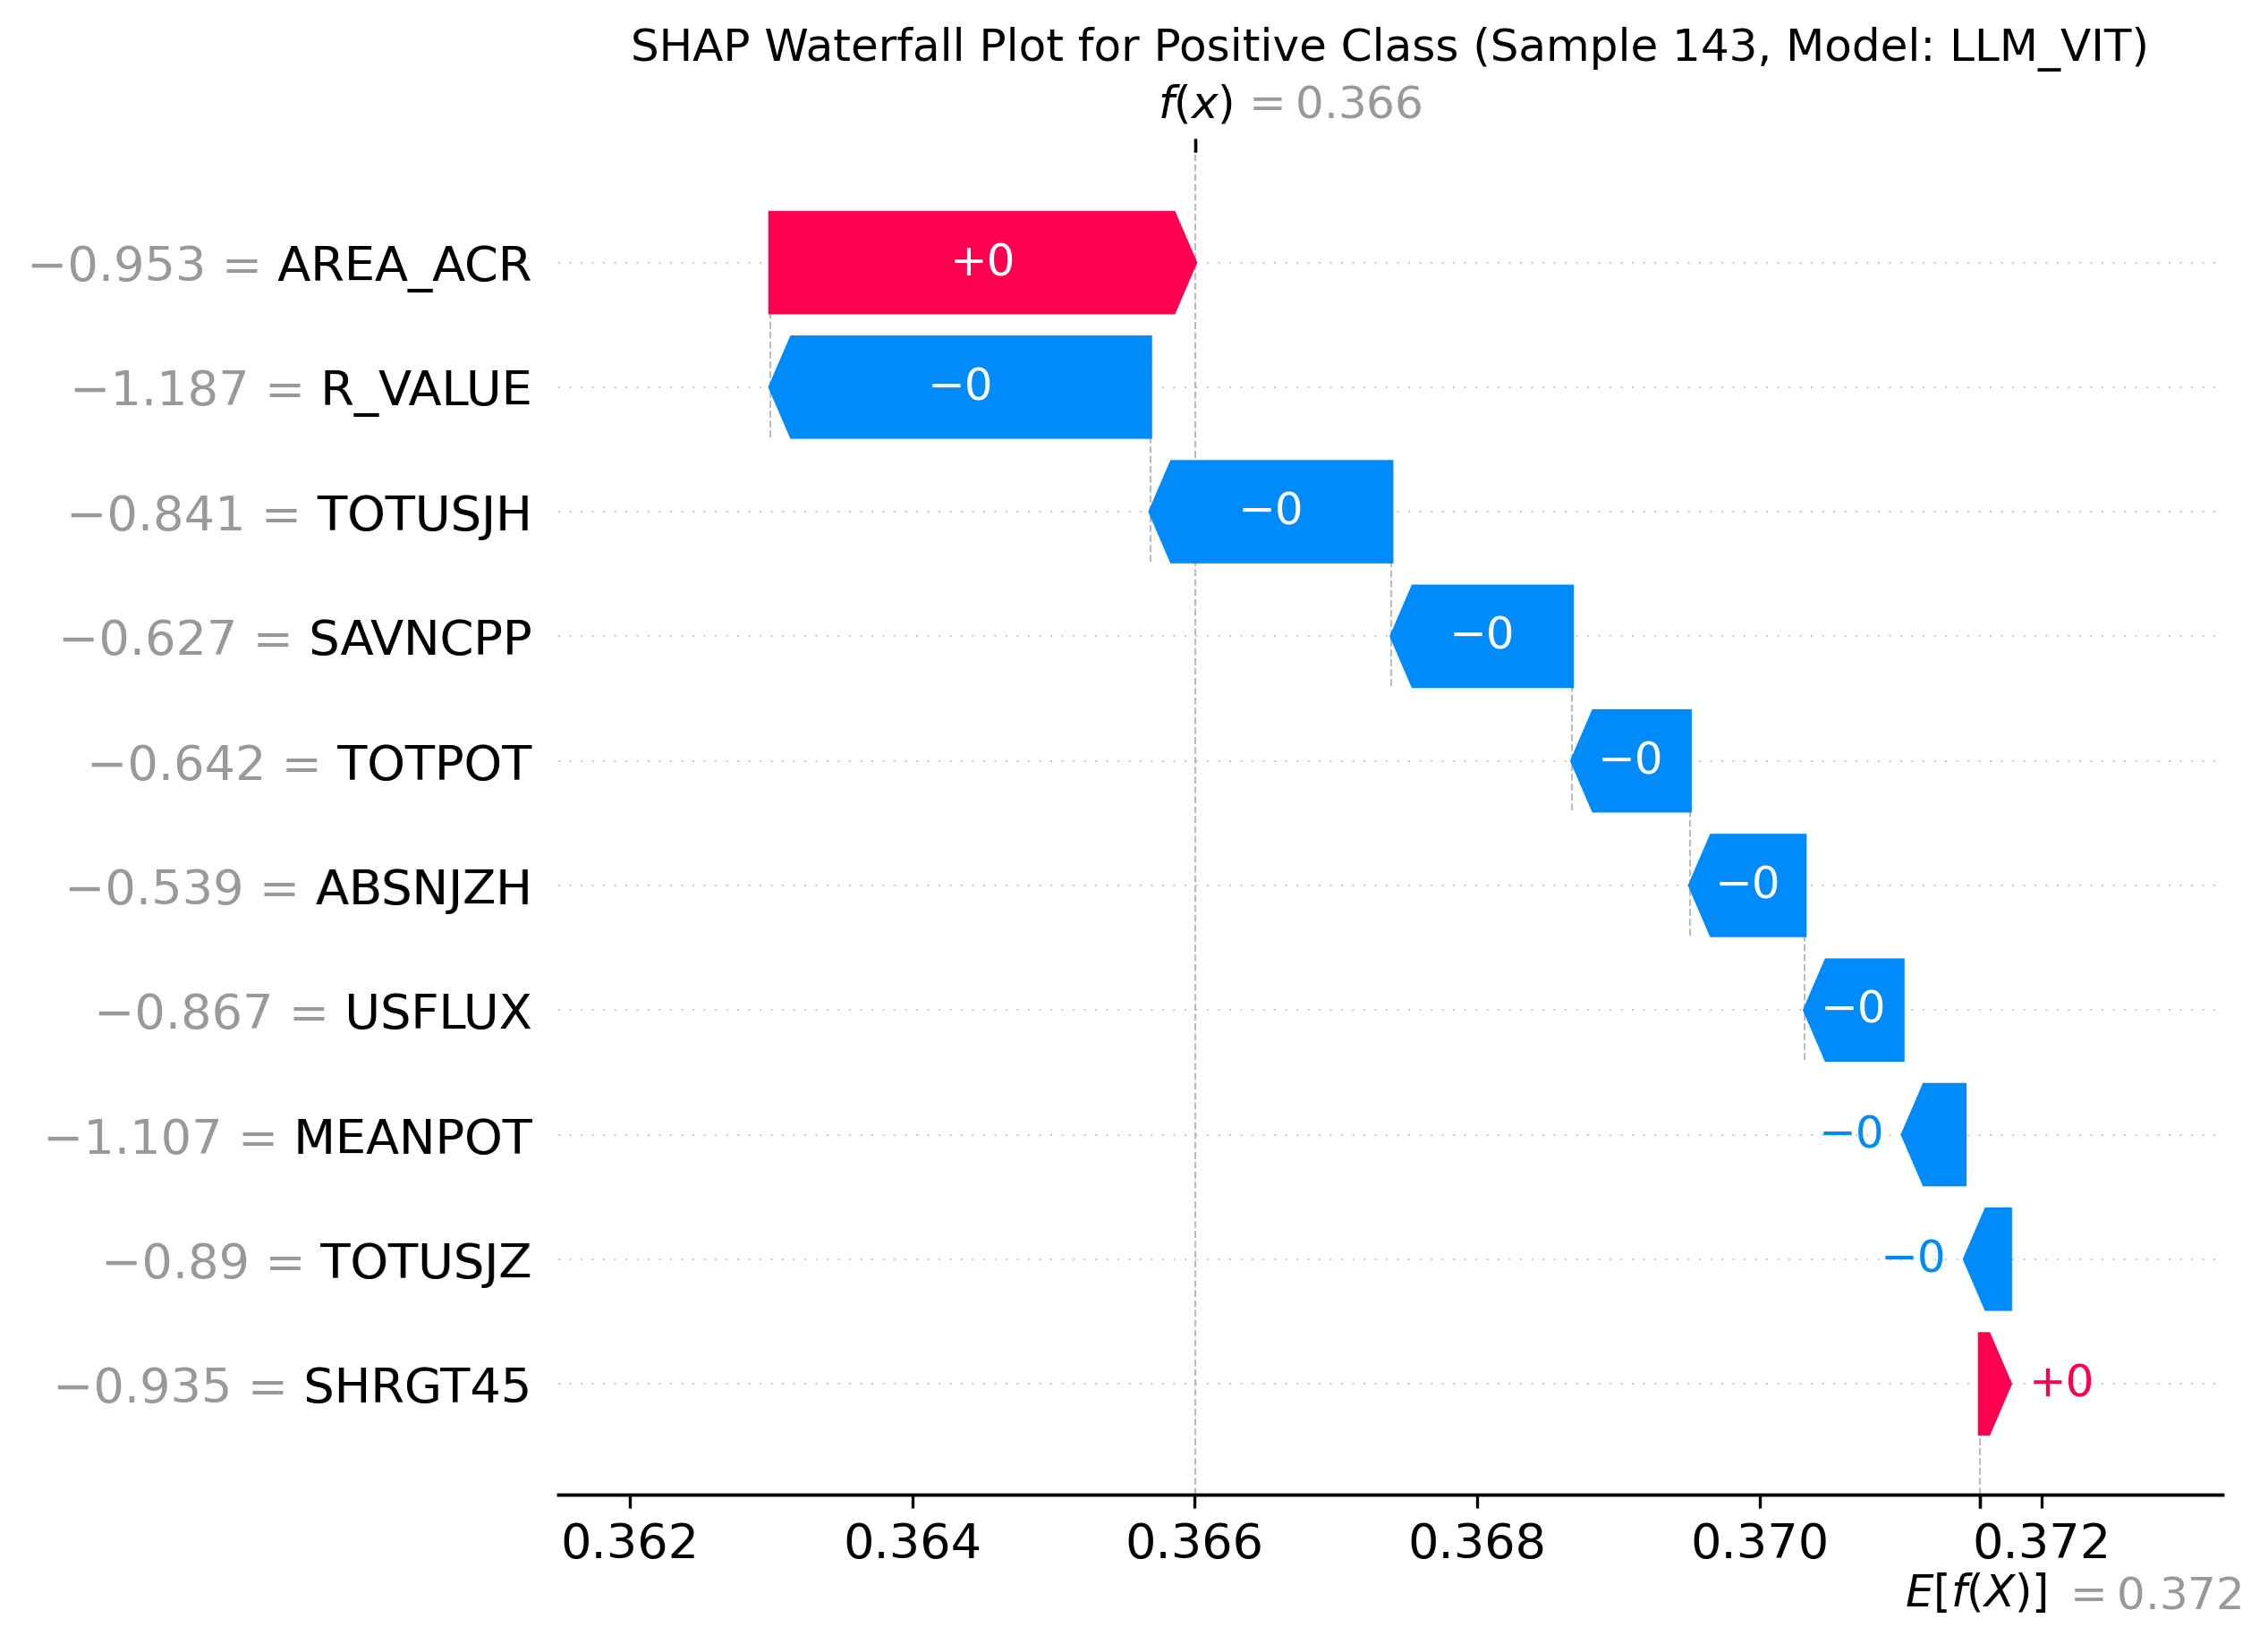 SHAP Waterfall Plot for Positive Class (Sample 143, Model: LLM_VIT)
f(x) = 0.366
−0.953 = AREA_ACR +0
−1.187 = R_VALUE −0
−0.841 = TOTUSJH −0
−0.627 = SAVNCPP −0
−0.642 = TOTPOT −0
−0.539 = ABSNJZH −0
−0.867 = USFLUX −0
−1.107 = MEANPOT −0
−0.89 = TOTUSJZ −0
−0.935 = SHRGT45 +0
0.362 0.364 0.366 0.368 0.370 0.372
E[f(X)] = 0.372